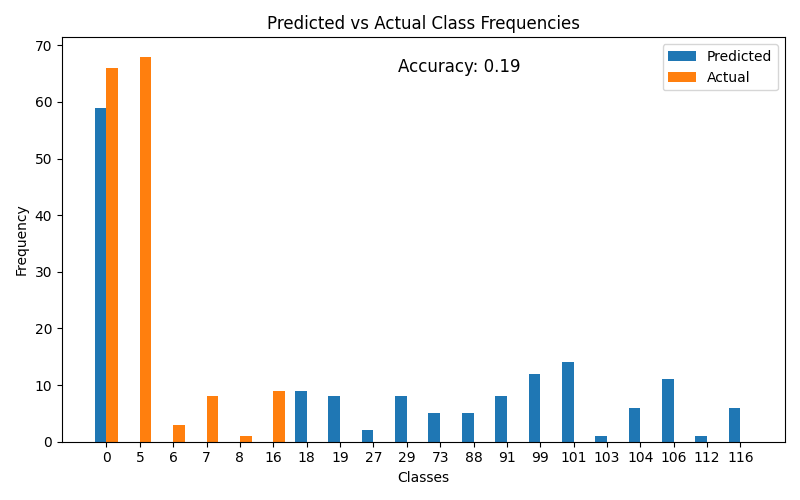 Predicted vs Actual Class Frequencies
Accuracy: 0.19
Predicted
Actual
Frequency
70
60
50
40
30
20
10
0
0 5 6 7 8 16 18 19 27 29 73 88 91 99 101 103 104 106 112 116
Classes